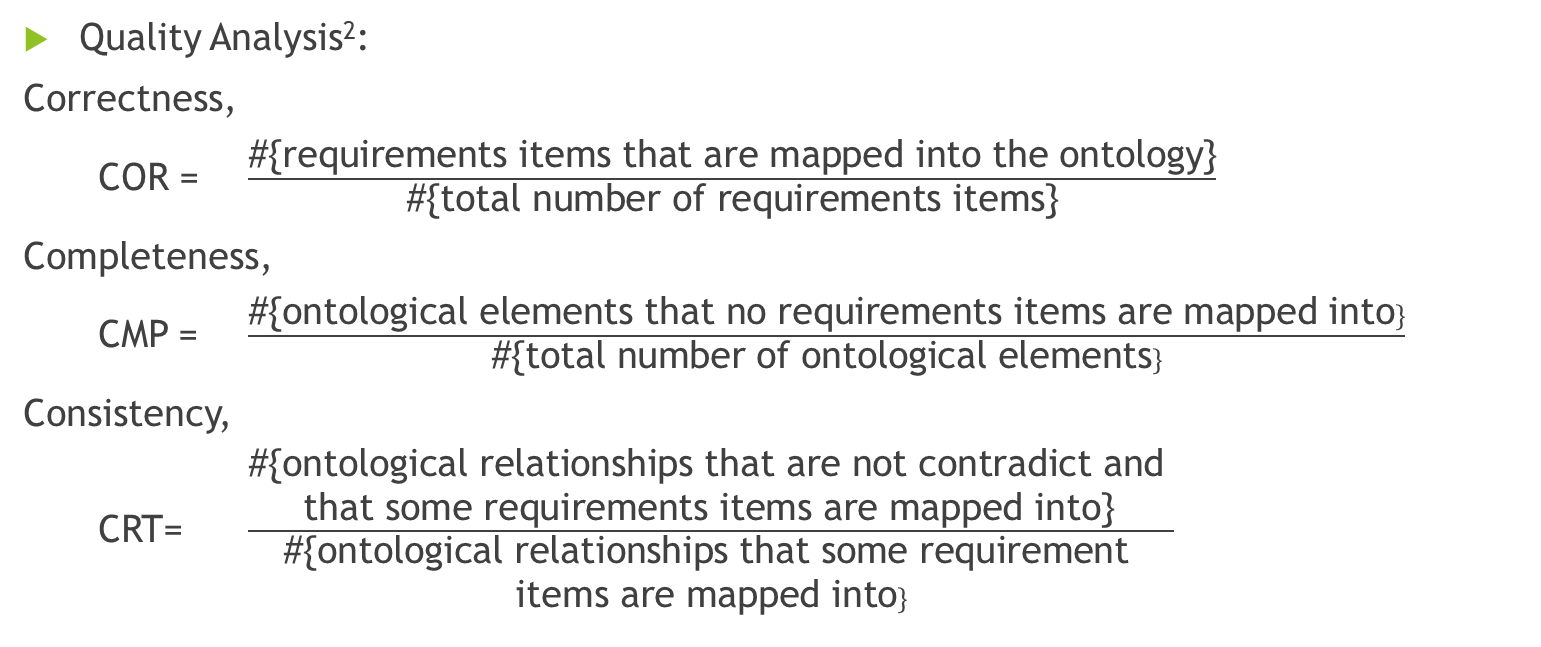 Quality Analysis²:
Correctness,
COR =
#{requirements items that are mapped into the ontology}
#{total number of requirements items}
Completeness,
CMP =
#{ontological elements that no requirements items are mapped into}
#{total number of ontological elements}
Consistency,
CRT=
#{ontological relationships that are not contradict and
that some requirements items are mapped into}
#{ontological relationships that some requirement
items are mapped into}